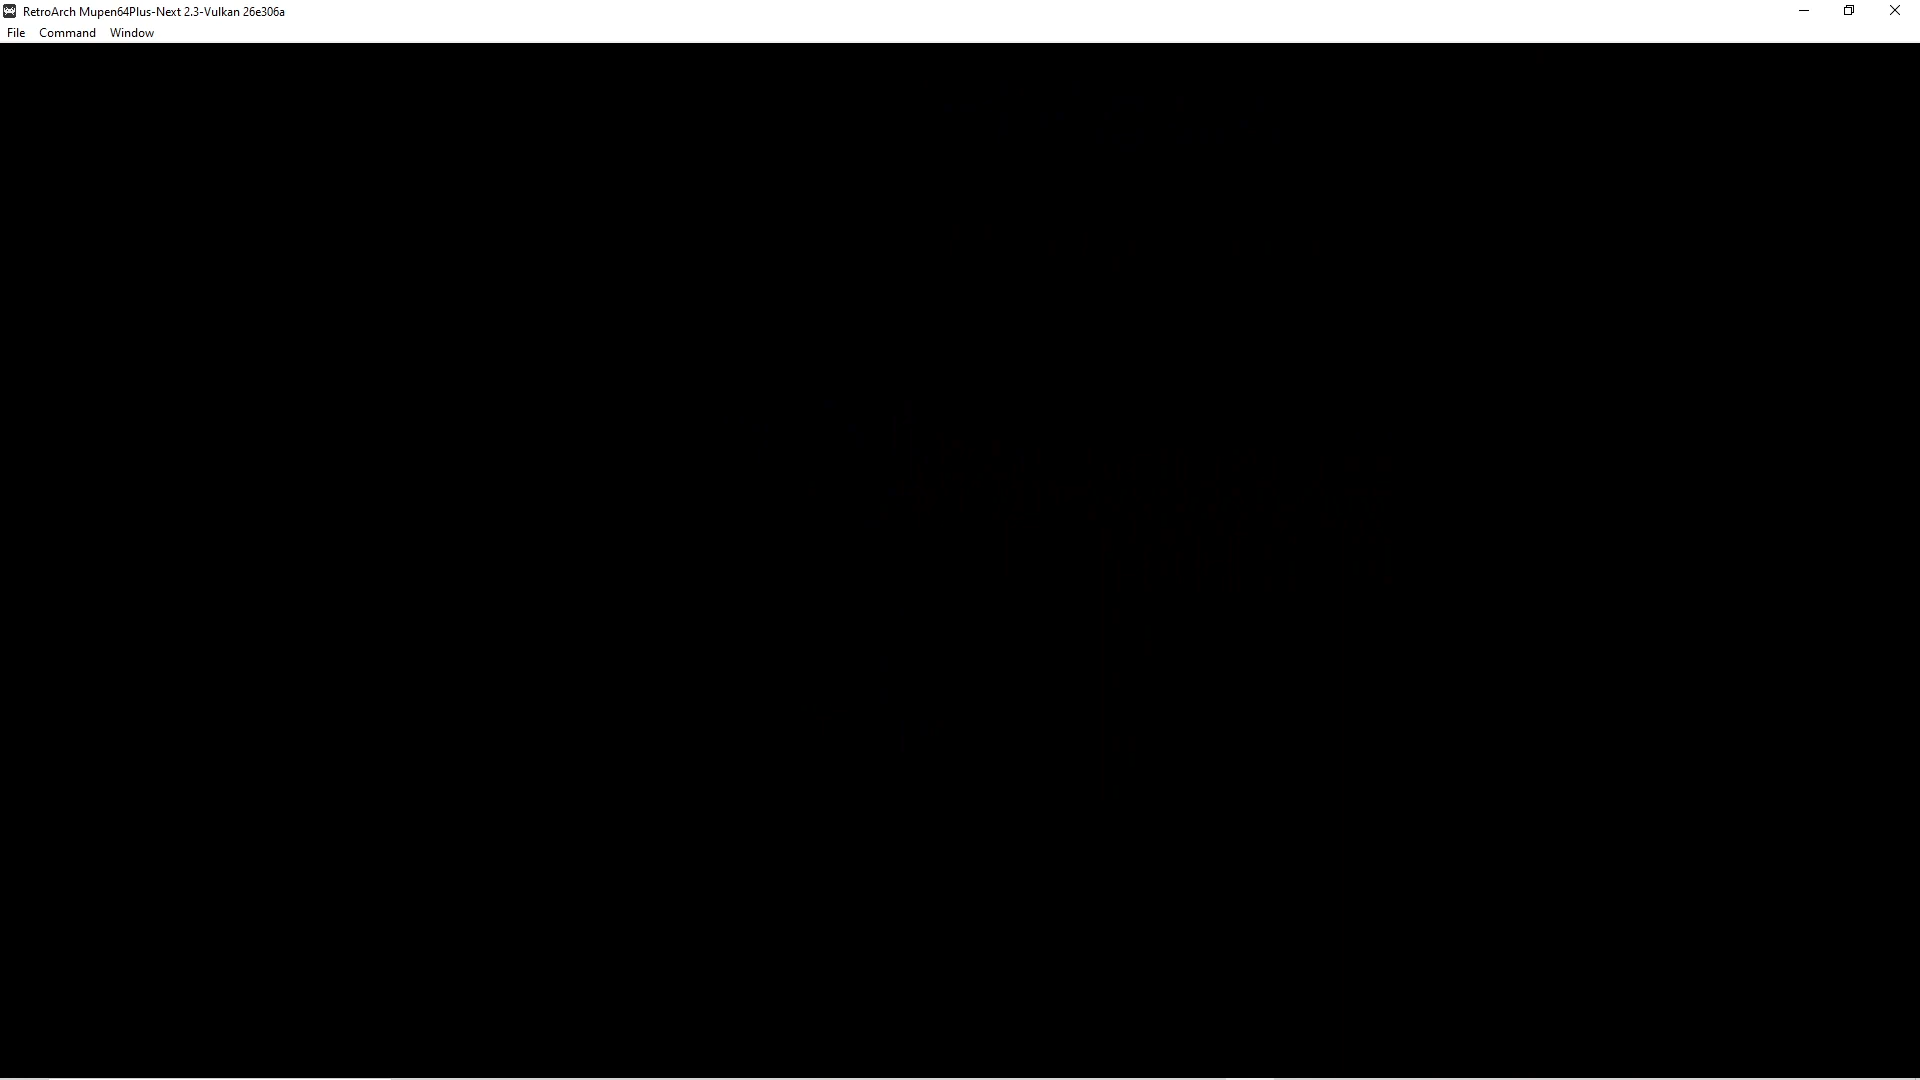 RetroArch Mupen64Plus-Next 2.3-Vulkan 26e306a
File Command Window